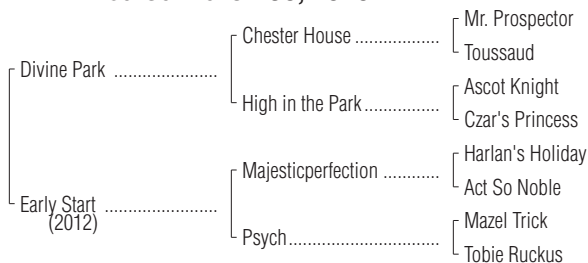 Mr. Prospector
Chester House
Toussaud
Divine Park
Ascot Knight
High in the Park
Czar's Princess
Harlan's Holiday
Majesticperfection
Act So Noble
Early Start
(2012)
Mazel Trick
Psych
Tobie Ruckus